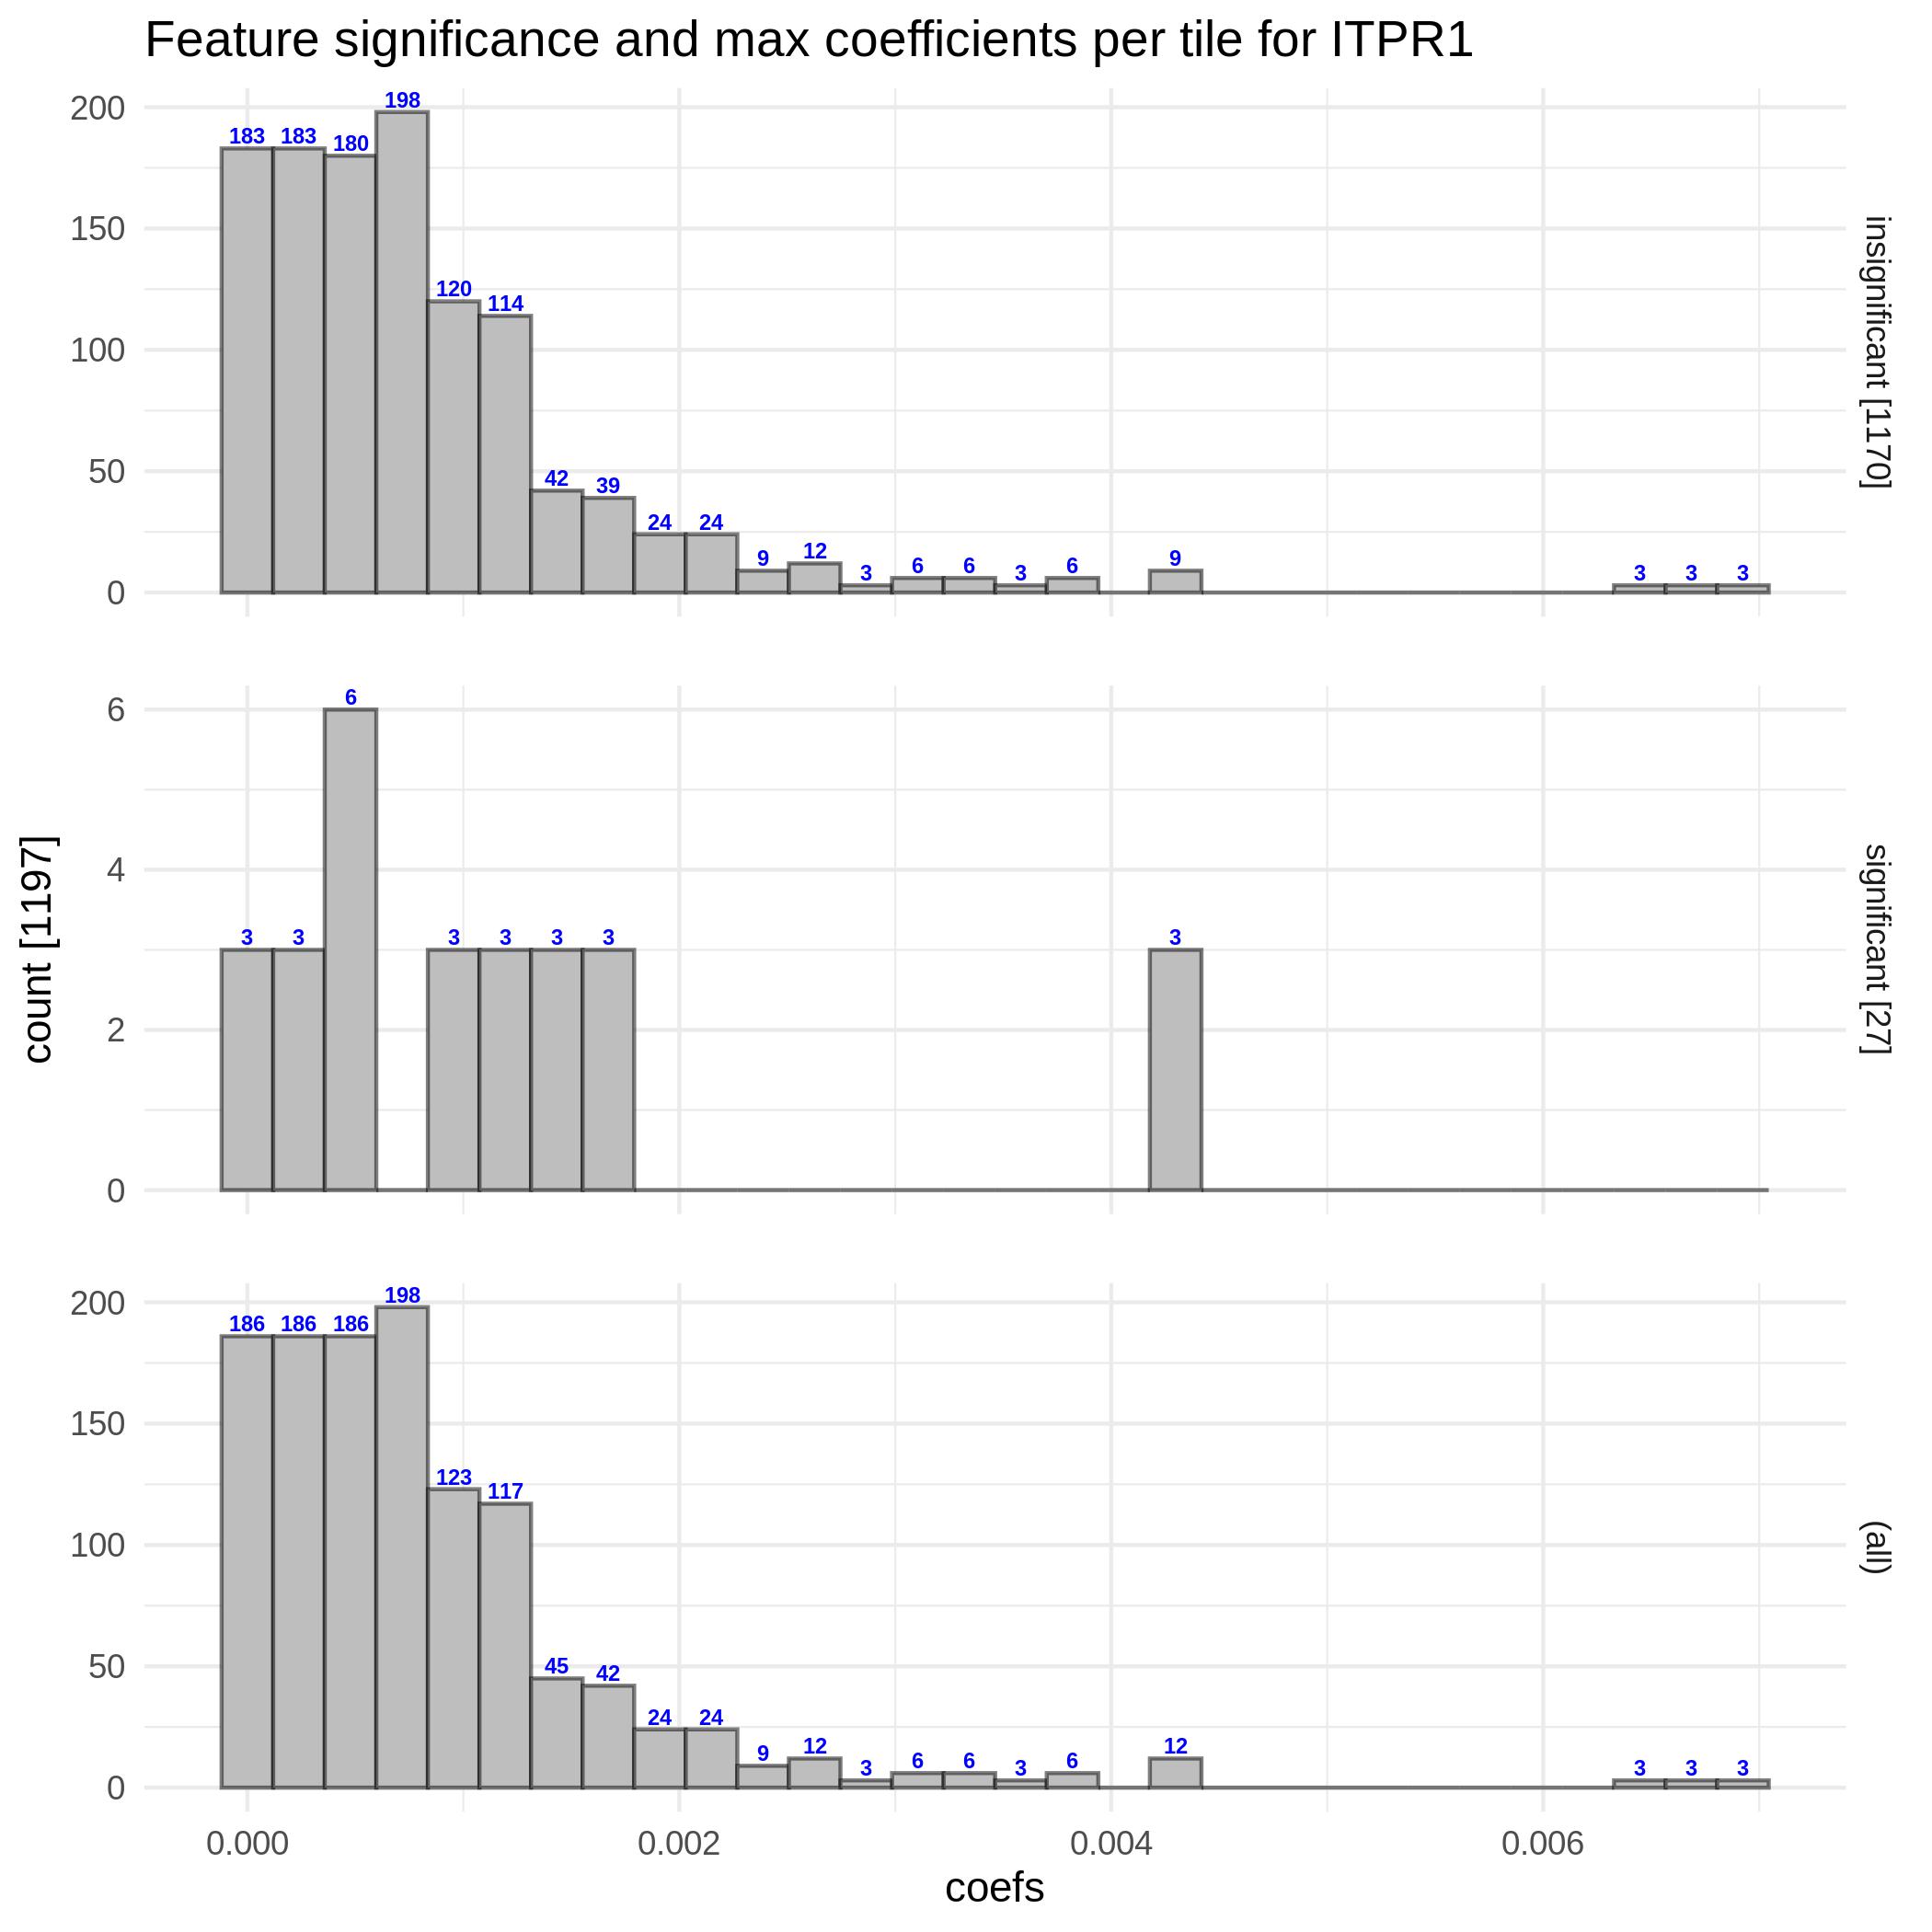 Feature significance and max coefficients per tile for ITPR1
200
150
100
50
0
183 183 180 198 120 114 42 39 24 24 9 12 3 6 6 3 6 9 3 3 3
insignificant [1170]
count [1197]
6
4
2
0
3 3 6 3 3 3 3 3
significant [27]
200
150
100
50
0
186 186 186 198 123 117 45 42 24 24 9 12 3 6 6 3 6 12 3 3 3
(all)
0.000 0.002 0.004 0.006
coefs